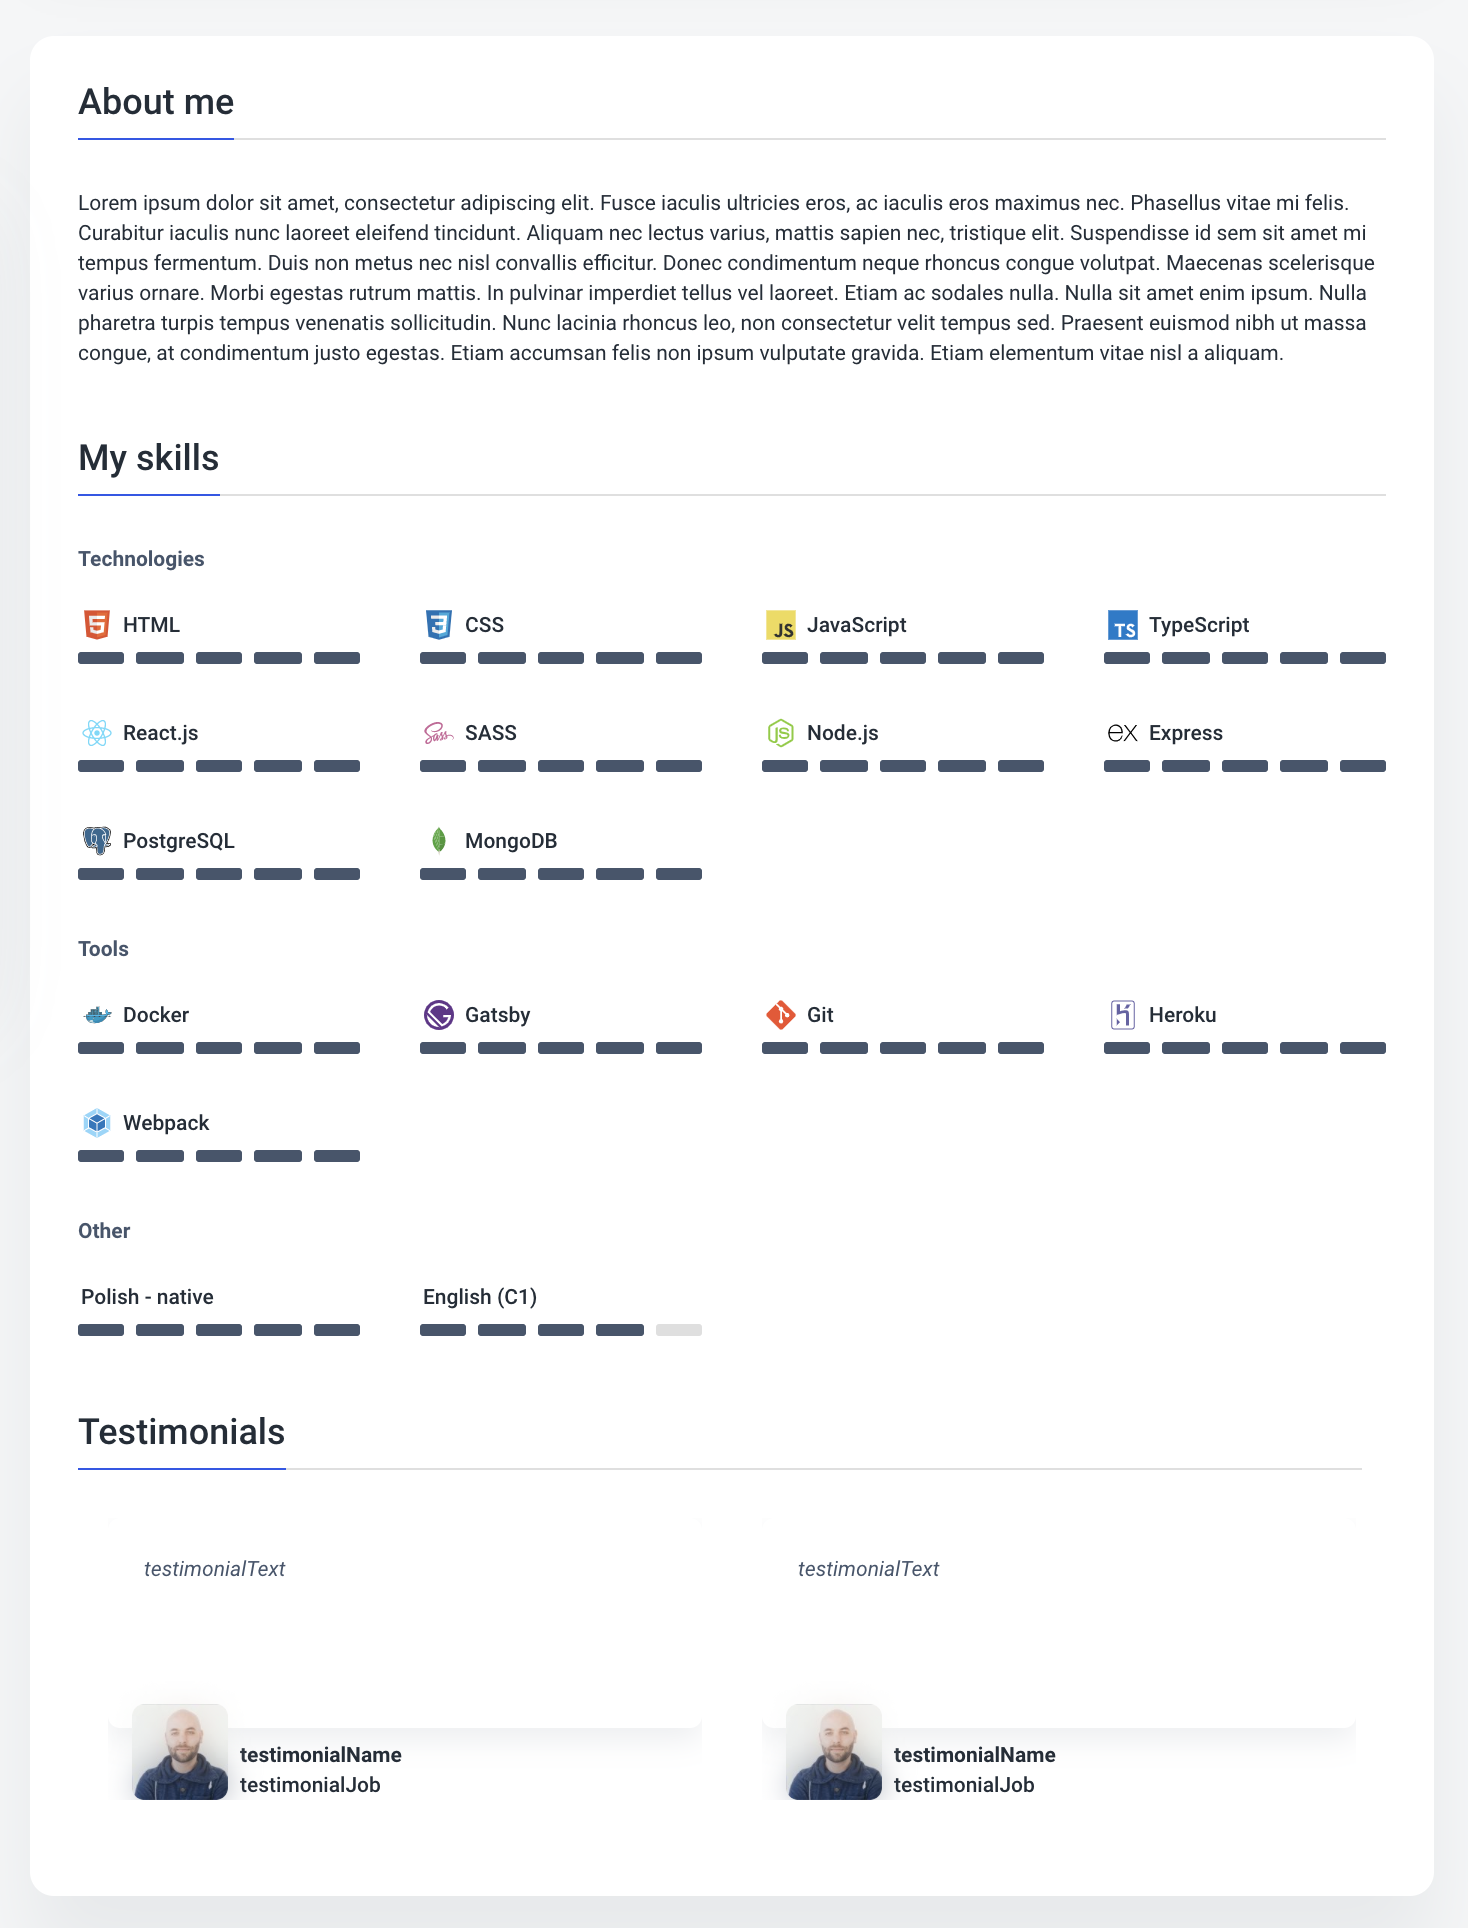 About me
Lorem ipsum dolor sit amet, consectetur adipiscing elit. Fusce iaculis ultricies eros, ac iaculis eros maximus nec. Phasellus vitae mi felis.
Curabitur iaculis nunc laoreet eleifend tincidunt. Aliquam nec lectus varius, mattis sapien nec, tristique elit. Suspendisse id sem sit amet mi
tempus fermentum. Duis non metus nec nisl convallis efficitur. Donec condimentum neque rhoncus congue volutpat. Maecenas scelerisque
varius ornare. Morbi egestas rutrum mattis. In pulvinar imperdiet tellus vel laoreet. Etiam ac sodales nulla. Nulla sit amet enim ipsum. Nulla
pharetra turpis tempus venenatis sollicitudin. Nunc lacinia rhoncus leo, non consectetur velit tempus sed. Praesent euismod nibh ut massa
congue, at condimentum justo egestas. Etiam accumsan felis non ipsum vulputate gravida. Etiam elementum vitae nisl a aliquam.
My skills
Technologies
5 HTML
3 CSS
JS JavaScript
TS TypeScript
React.js
Sass SASS
JS Node.js
ex Express
PostgreSQL
MongoDB
Tools
Docker
G Gatsby
Git
H Heroku
Webpack
Other
Polish - native
English (C1)
Testimonials
testimonialText
testimonialName
testimonialJob
testimonialText
testimonialName
testimonialJob